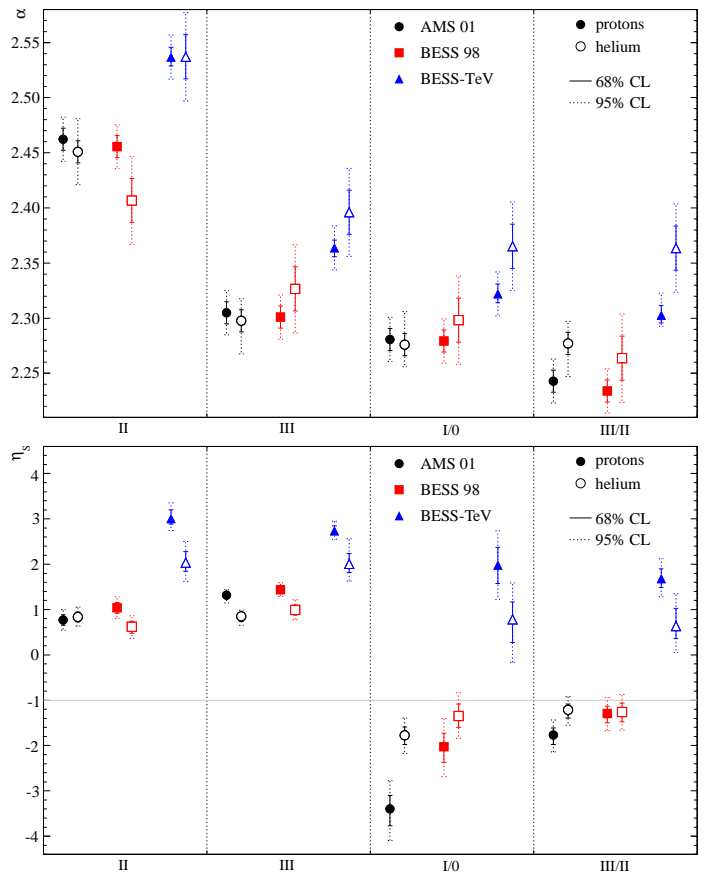 α
AMS 01
BESS 98
BESS-TeV
protons
helium
68% CL
95% CL
2.55
2.50
2.45
2.40
2.35
2.30
2.25
II III I/0 III/II
ηs
AMS 01
BESS 98
BESS-TeV
protons
helium
68% CL
95% CL
4
3
2
1
0
-1
-2
-3
-4
II III I/0 III/II